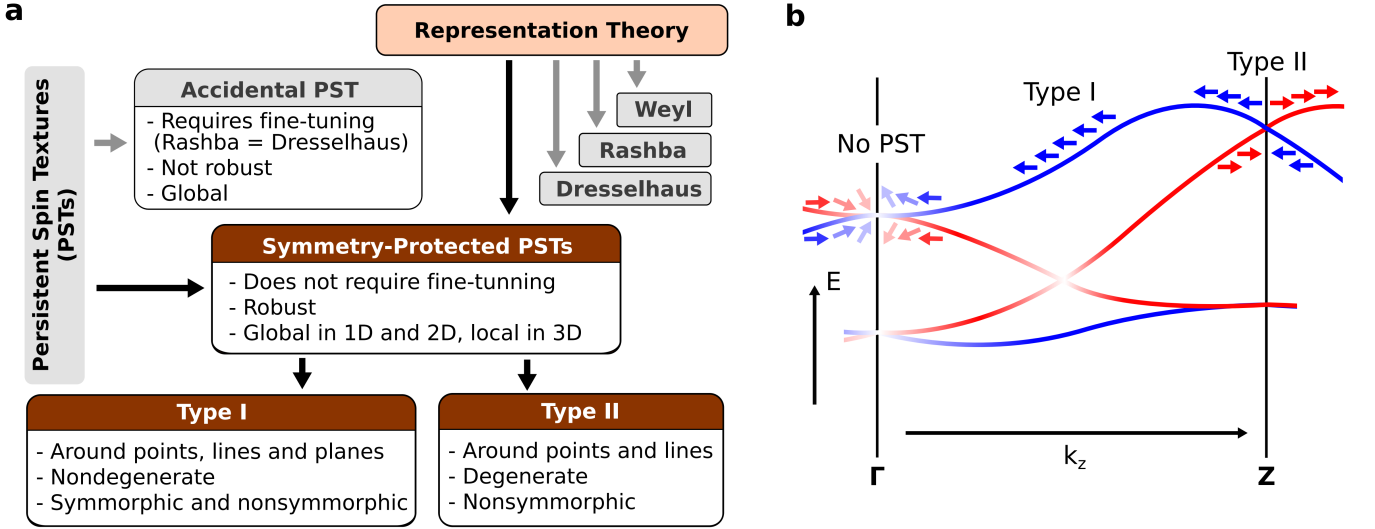 a
Representation Theory
Persistent Spin Textures
(PSTs)
Accidental PST
- Requires fine-tuning
(Rashba = Dresselhaus)
- Not robust
- Global
Weyl
Rashba
Dresselhaus
Symmetry-Protected PSTs
- Does not require fine-tunning
- Robust
- Global in 1D and 2D, local in 3D
Type I
- Around points, lines and planes
- Nondegenerate
- Symmorphic and nonsymmorphic
Type II
- Around points and lines
- Degenerate
- Nonsymmorphic
b
Type II
Type I
No PST
E
kz
Γ
Z